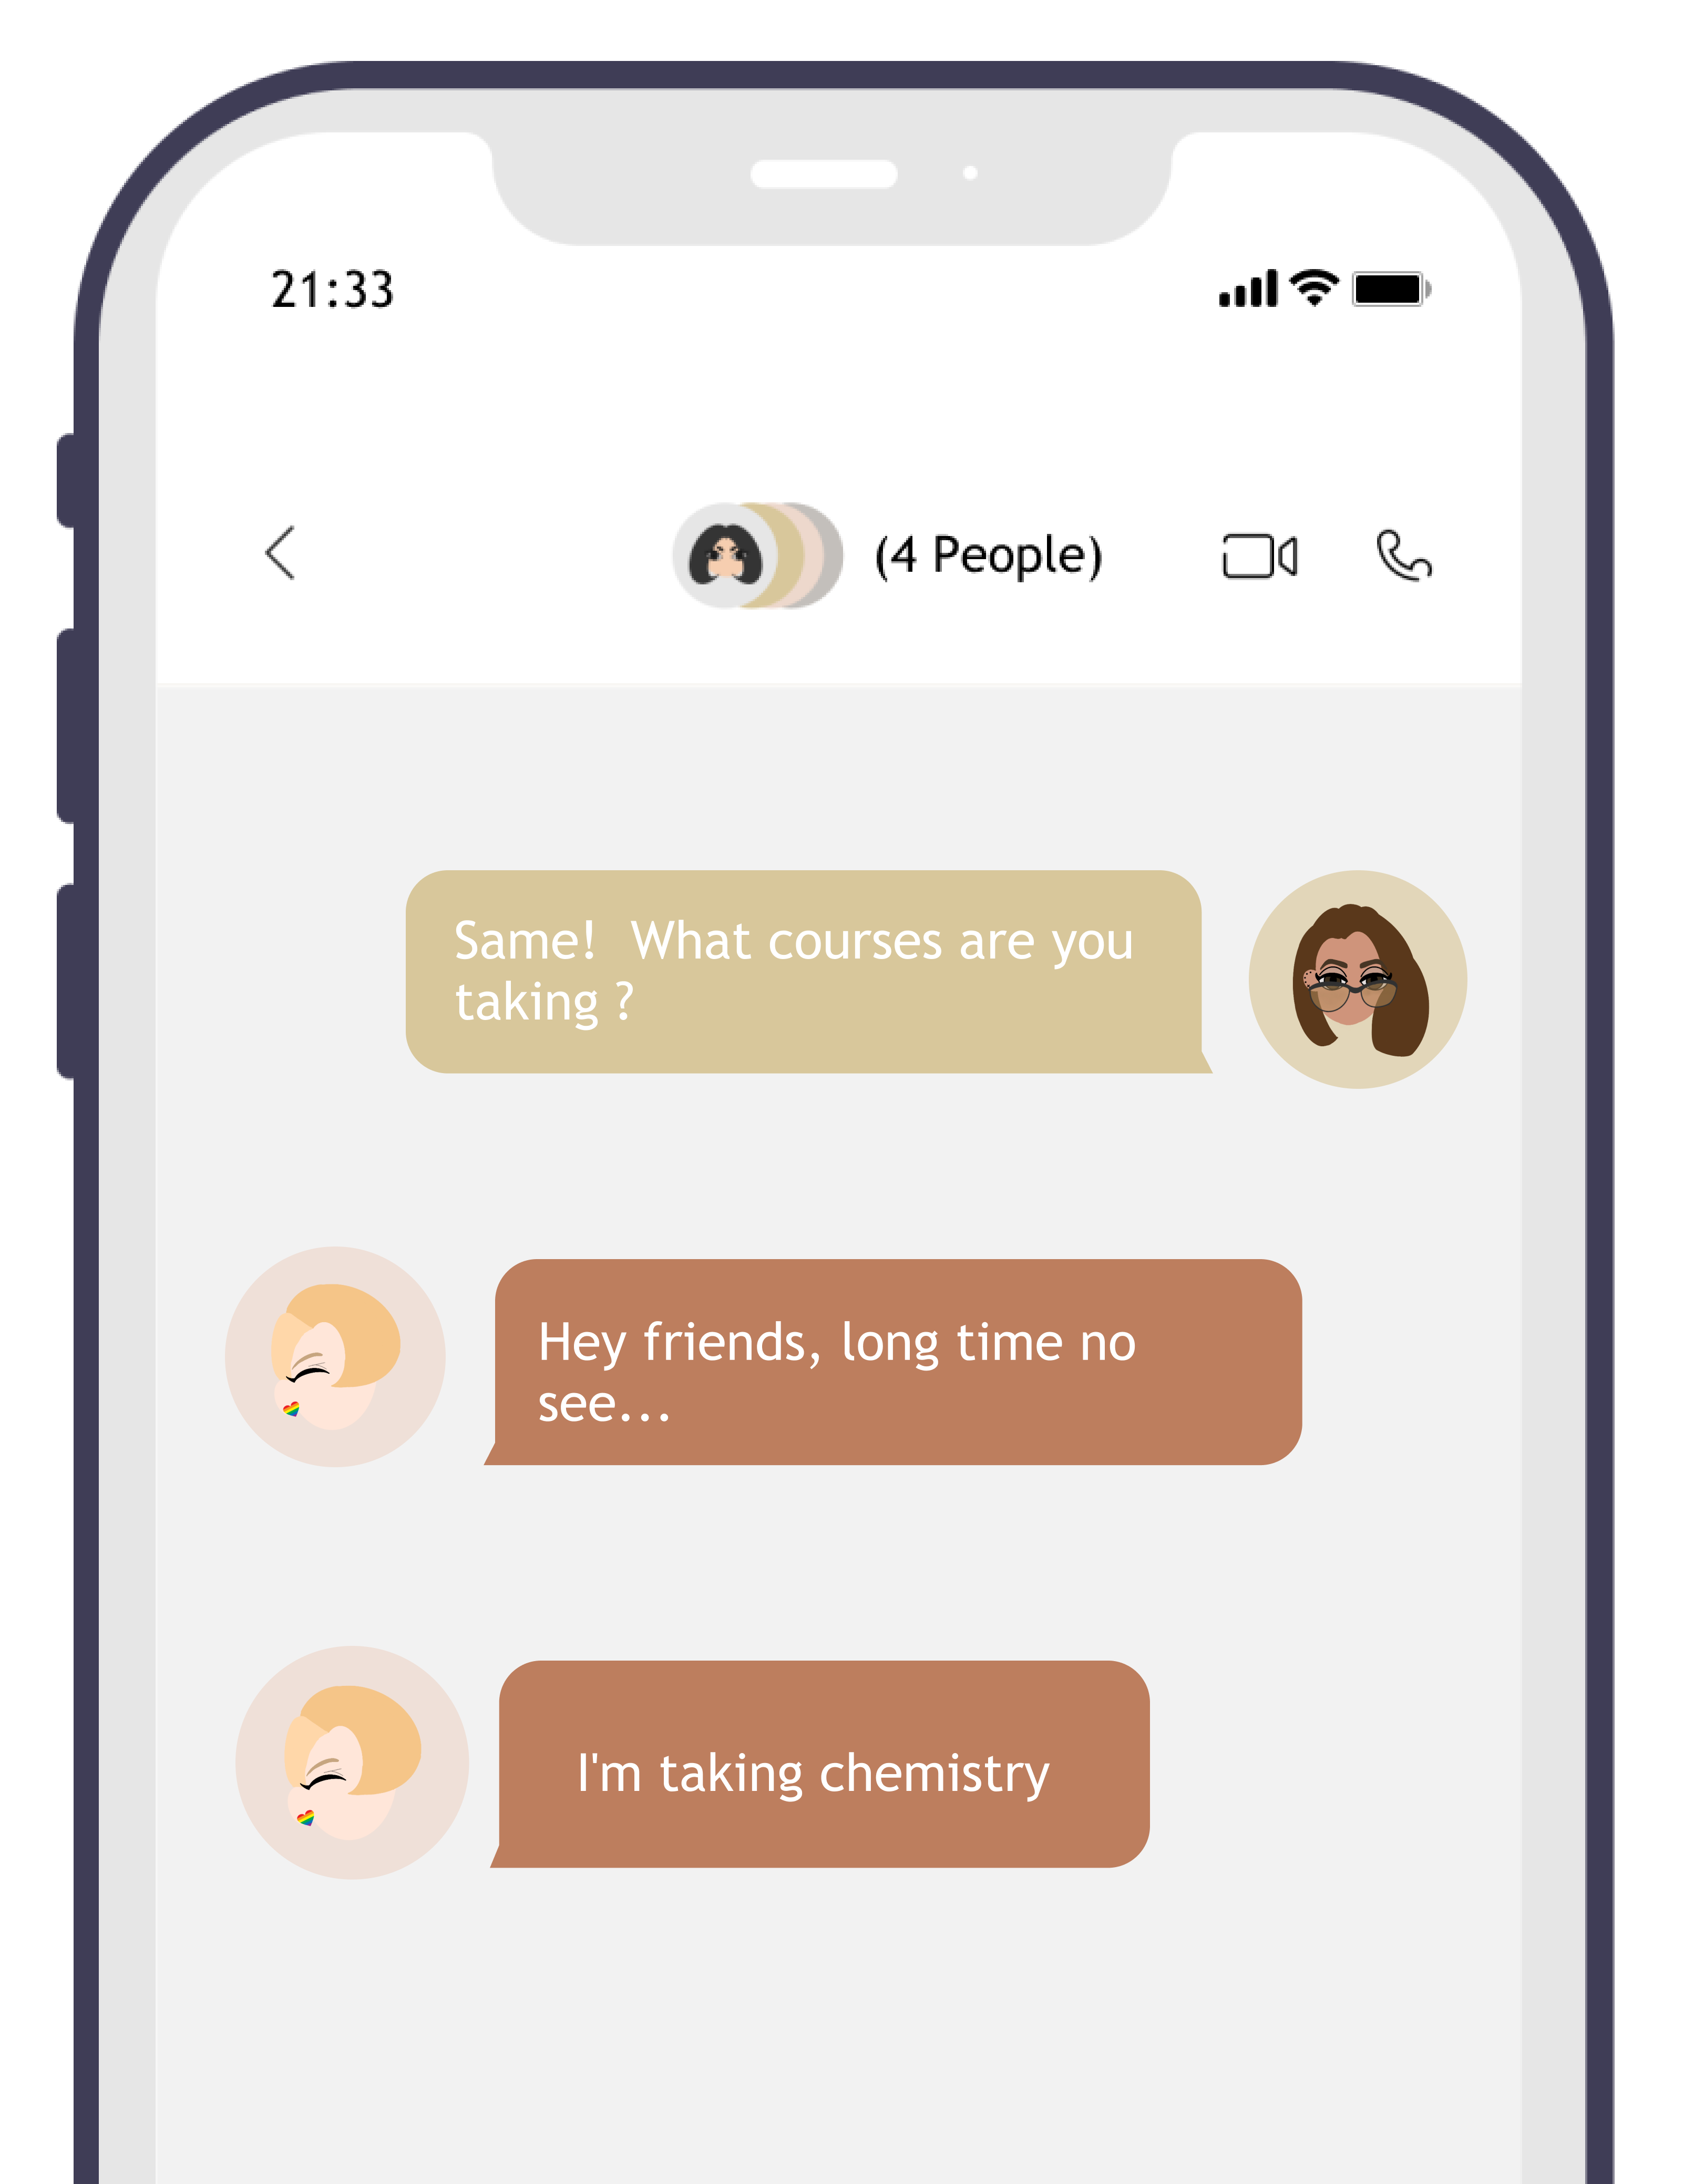 21:33
(4 People)
Same!  What courses are you
taking ?
Hey friends, long time no
see...
I'm taking chemistry